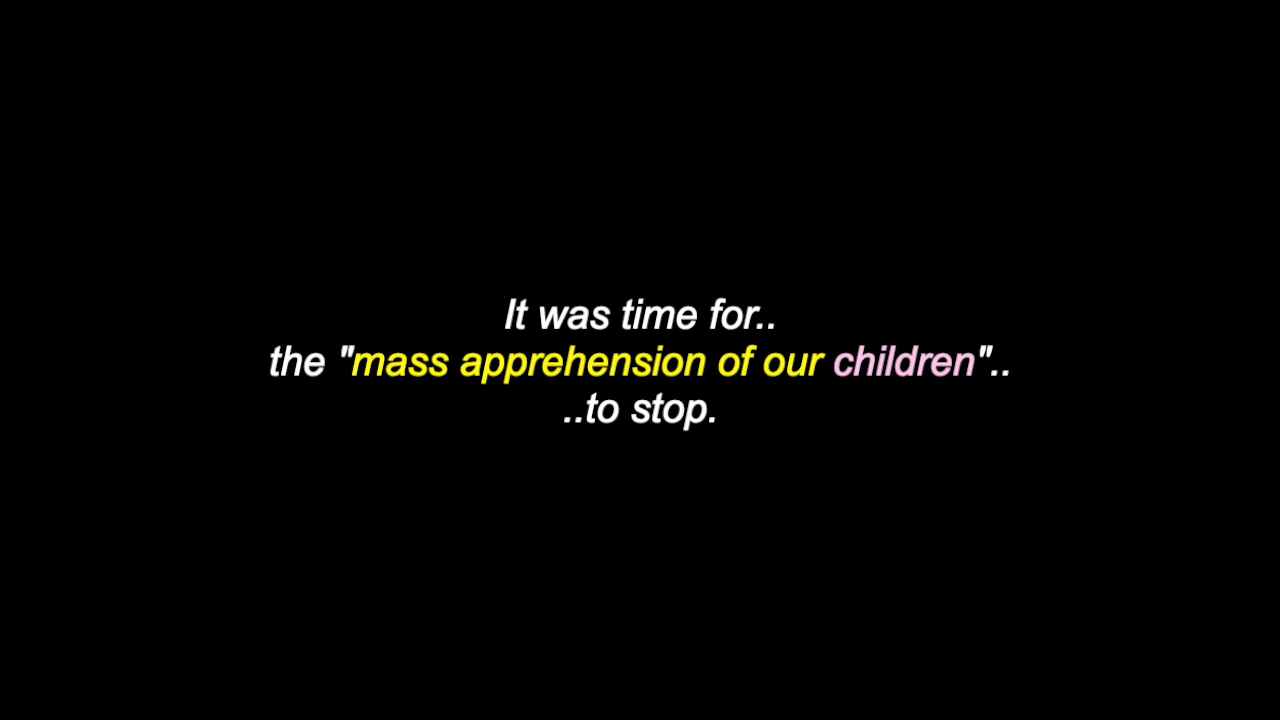 It was time for..
the "mass apprehension of our children"..
..to stop.